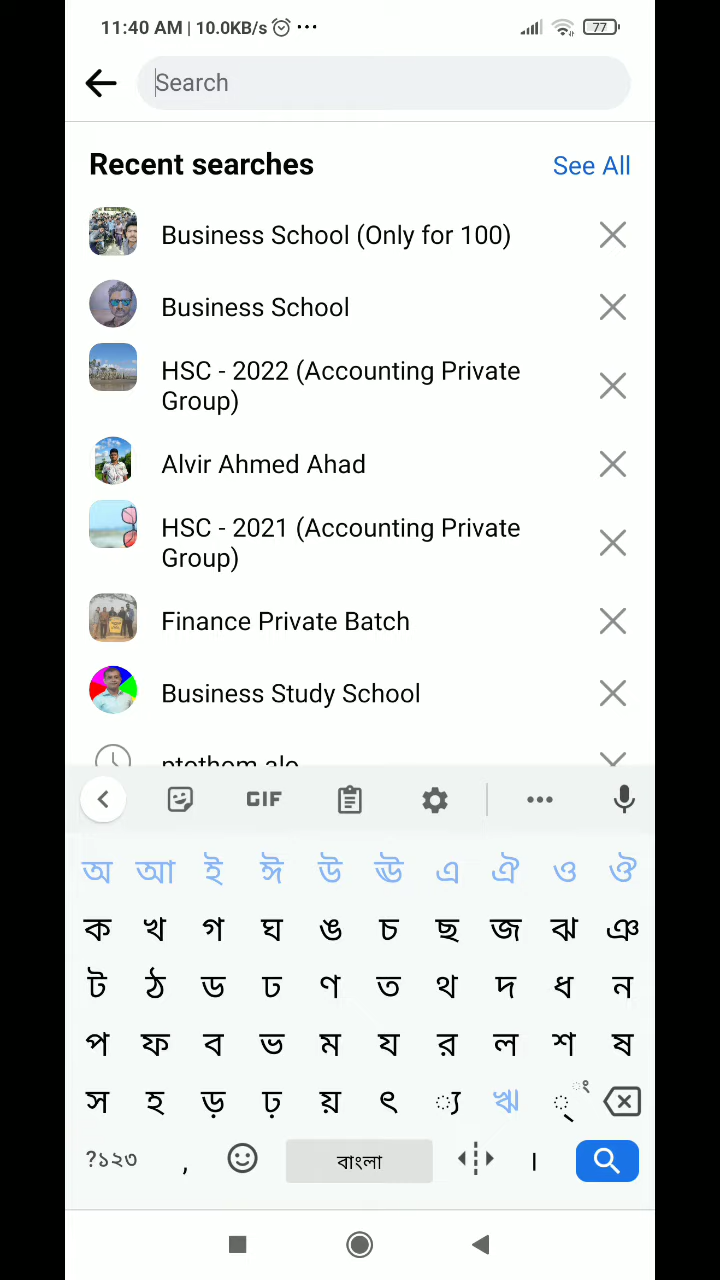 11:40 AM | 10.0KB/s
77
Search
Recent searches See All
Business School (Only for 100)
Business School
HSC - 2022 (Accounting Private
Group)
Alvir Ahmed Ahad
HSC - 2021 (Accounting Private
Group)
Finance Private Batch
Business Study School
ptothom alo
GIF
অ আ ই ঈ উ ঊ এ ঐ ও ঔ
ক খ গ ঘ ঙ চ ছ জ ঝ ঞ
ট ঠ ড ঢ ণ ত থ দ ধ ন
প ফ ব ভ ম য র ল শ ষ
স হ ড় ঢ় য় ৎ ্য ঋ ্ ং
?১২৩ , বাংলা ।